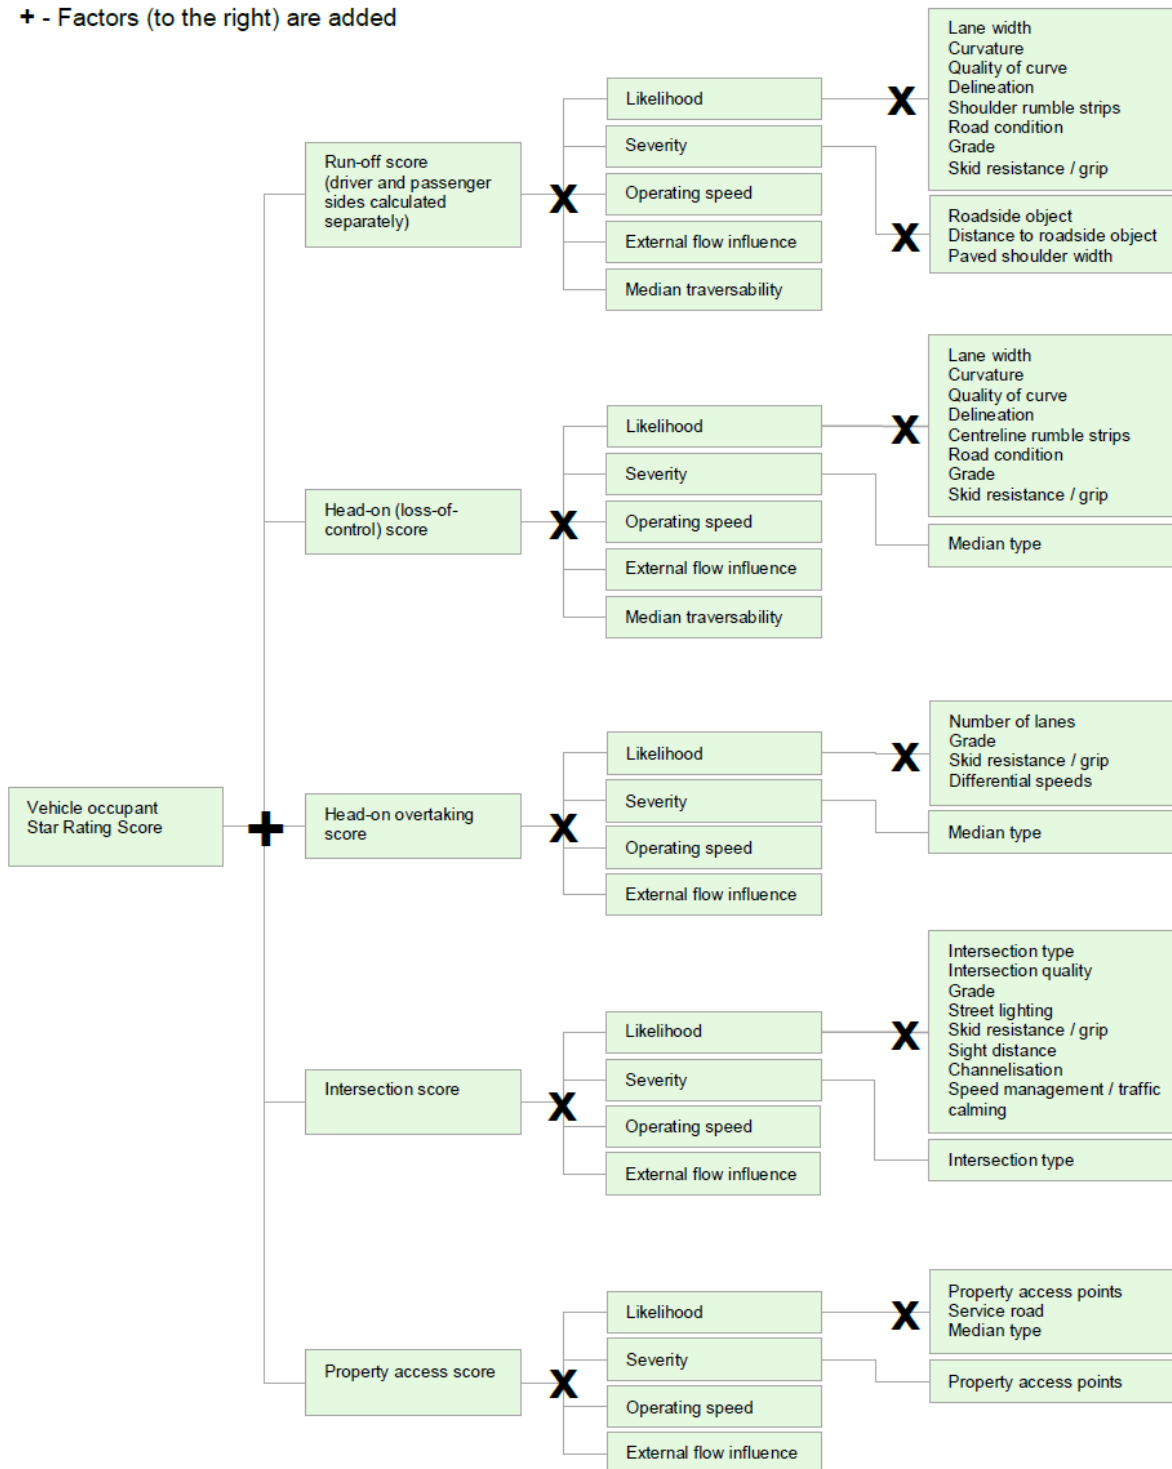 + - Factors (to the right) are added
Vehicle occupant
Star Rating Score
+
Run-off score
(driver and passenger
sides calculated
separately)
X
Likelihood
Severity
Operating speed
External flow influence
Median traversability
X
Lane width
Curvature
Quality of curve
Delineation
Shoulder rumble strips
Road condition
Grade
Skid resistance / grip
X
Roadside object
Distance to roadside object
Paved shoulder width
Head-on (loss-of-
control) score
X
Likelihood
Severity
Operating speed
External flow influence
Median traversability
X
Lane width
Curvature
Quality of curve
Delineation
Centreline rumble strips
Road condition
Grade
Skid resistance / grip
Median type
Head-on overtaking
score
X
Likelihood
Severity
Operating speed
External flow influence
X
Number of lanes
Grade
Skid resistance / grip
Differential speeds
Median type
Intersection score
X
Likelihood
Severity
Operating speed
External flow influence
X
Intersection type
Intersection quality
Grade
Street lighting
Skid resistance / grip
Sight distance
Channelisation
Speed management / traffic
calming
Intersection type
Property access score
X
Likelihood
Severity
Operating speed
External flow influence
X
Property access points
Service road
Median type
Property access points